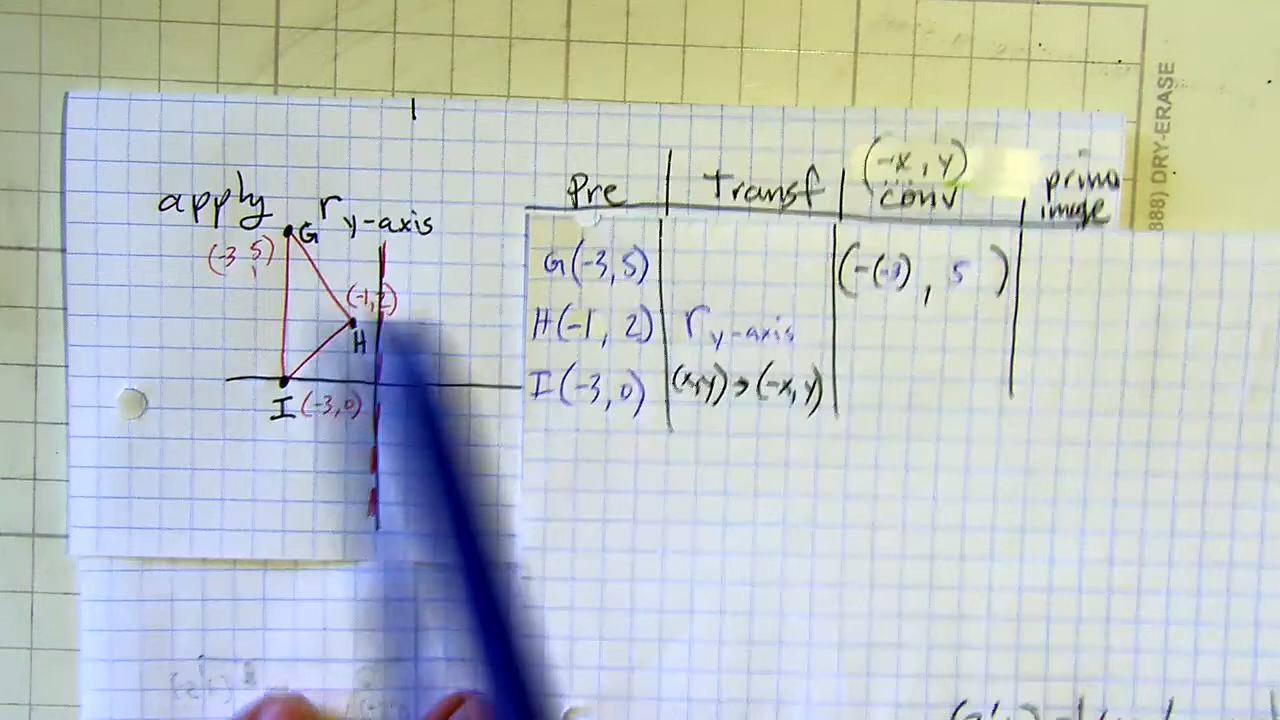 apply r y-axis
G
(-3 5)
(-1, 2)
H
I (-3,0)
Pre Transf (-x, y) conv prime image
G(-3,5) (-(-3), 5 )
H(-1, 2) r y-axis
I(-3,0) (x,y) → (-x, y)
888) DRY-ERASE